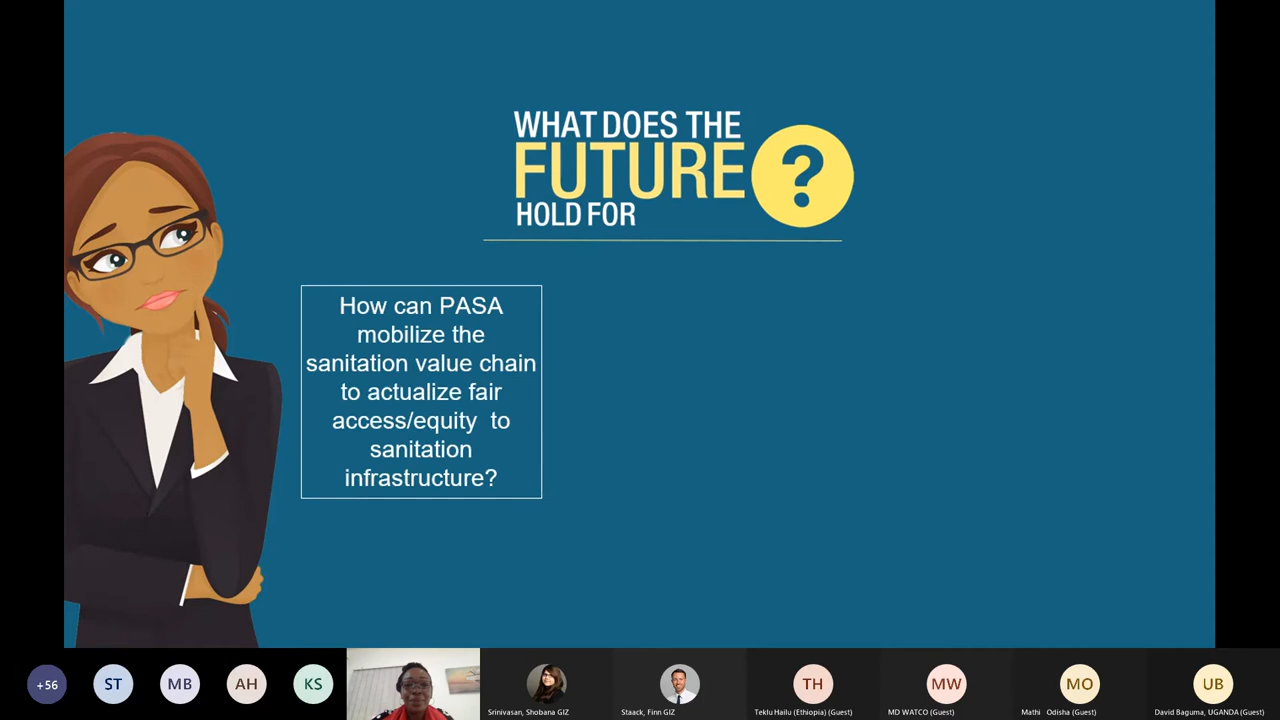 WHAT DOES THE
FUTURE
HOLD FOR
?
How can PASA
mobilize the
sanitation value chain
to actualize fair
access/equity to
sanitation
infrastructure?
+56
ST
MB
AH
KS
Srinivasan, Shobana GIZ
Staack, Finn GIZ
TH
Teklu Hailu (Ethiopia) (Guest)
MW
MD WATCO (Guest)
MO
Mathi Odisha (Guest)
UB
David Baguma, UGANDA (Guest)